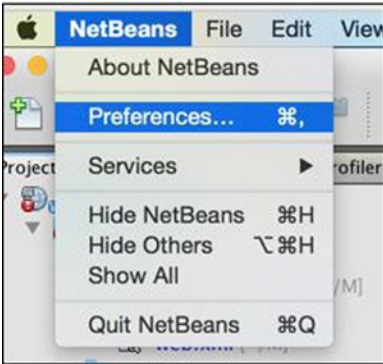 NetBeans File Edit View
About NetBeans
Preferences... ⌘,
Project
rofiler
Services ▶
Hide NetBeans ⌘H
Hide Others ⌥⌘H
Show All
/M]
Quit NetBeans ⌘Q